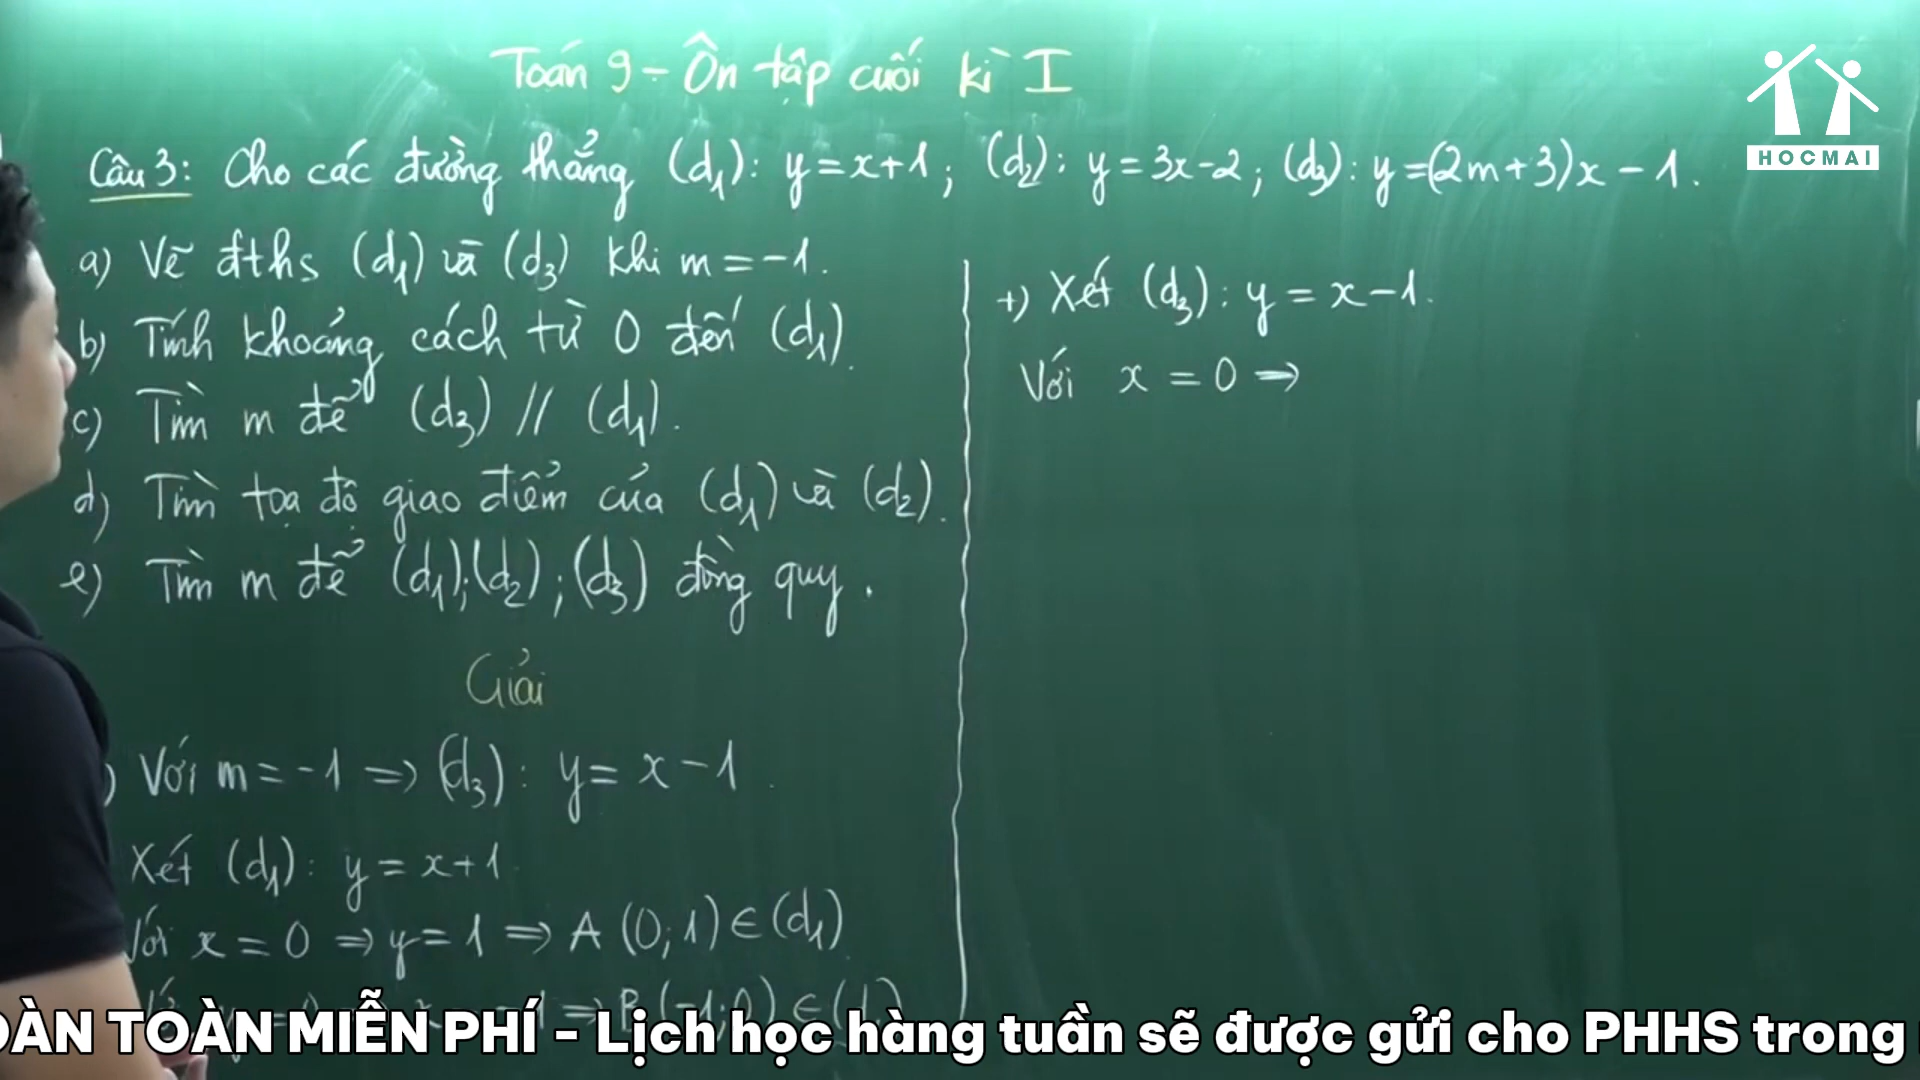 Toán 9 - Ôn tập cuối kì I
HOCMAI
Câu 3: Cho các đường thẳng (d₁): y = x + 1; (d₂): y = 3x - 2; (d₃): y = (2m + 3)x - 1.
a) Vẽ đths (d₁) và (d₃) khi m = -1.
b) Tính khoảng cách từ O đến (d₁).
c) Tìm m để (d₃) // (d₁).
d) Tìm toạ độ giao điểm của (d₁) và (d₂).
e) Tìm m để (d₁); (d₂); (d₃) đồng quy.
Giải
) Với m = -1 => (d₃): y = x - 1
Xét (d₁): y = x + 1
Với x = 0 => y = 1 => A (0; 1) ∈ (d₁)
=> B (-1; 0) ∈ (d₁)
+) Xét (d₃): y = x - 1.
Với x = 0 →
ÀN TOÀN MIỄN PHÍ - Lịch học hàng tuần sẽ được gửi cho PHHS trong